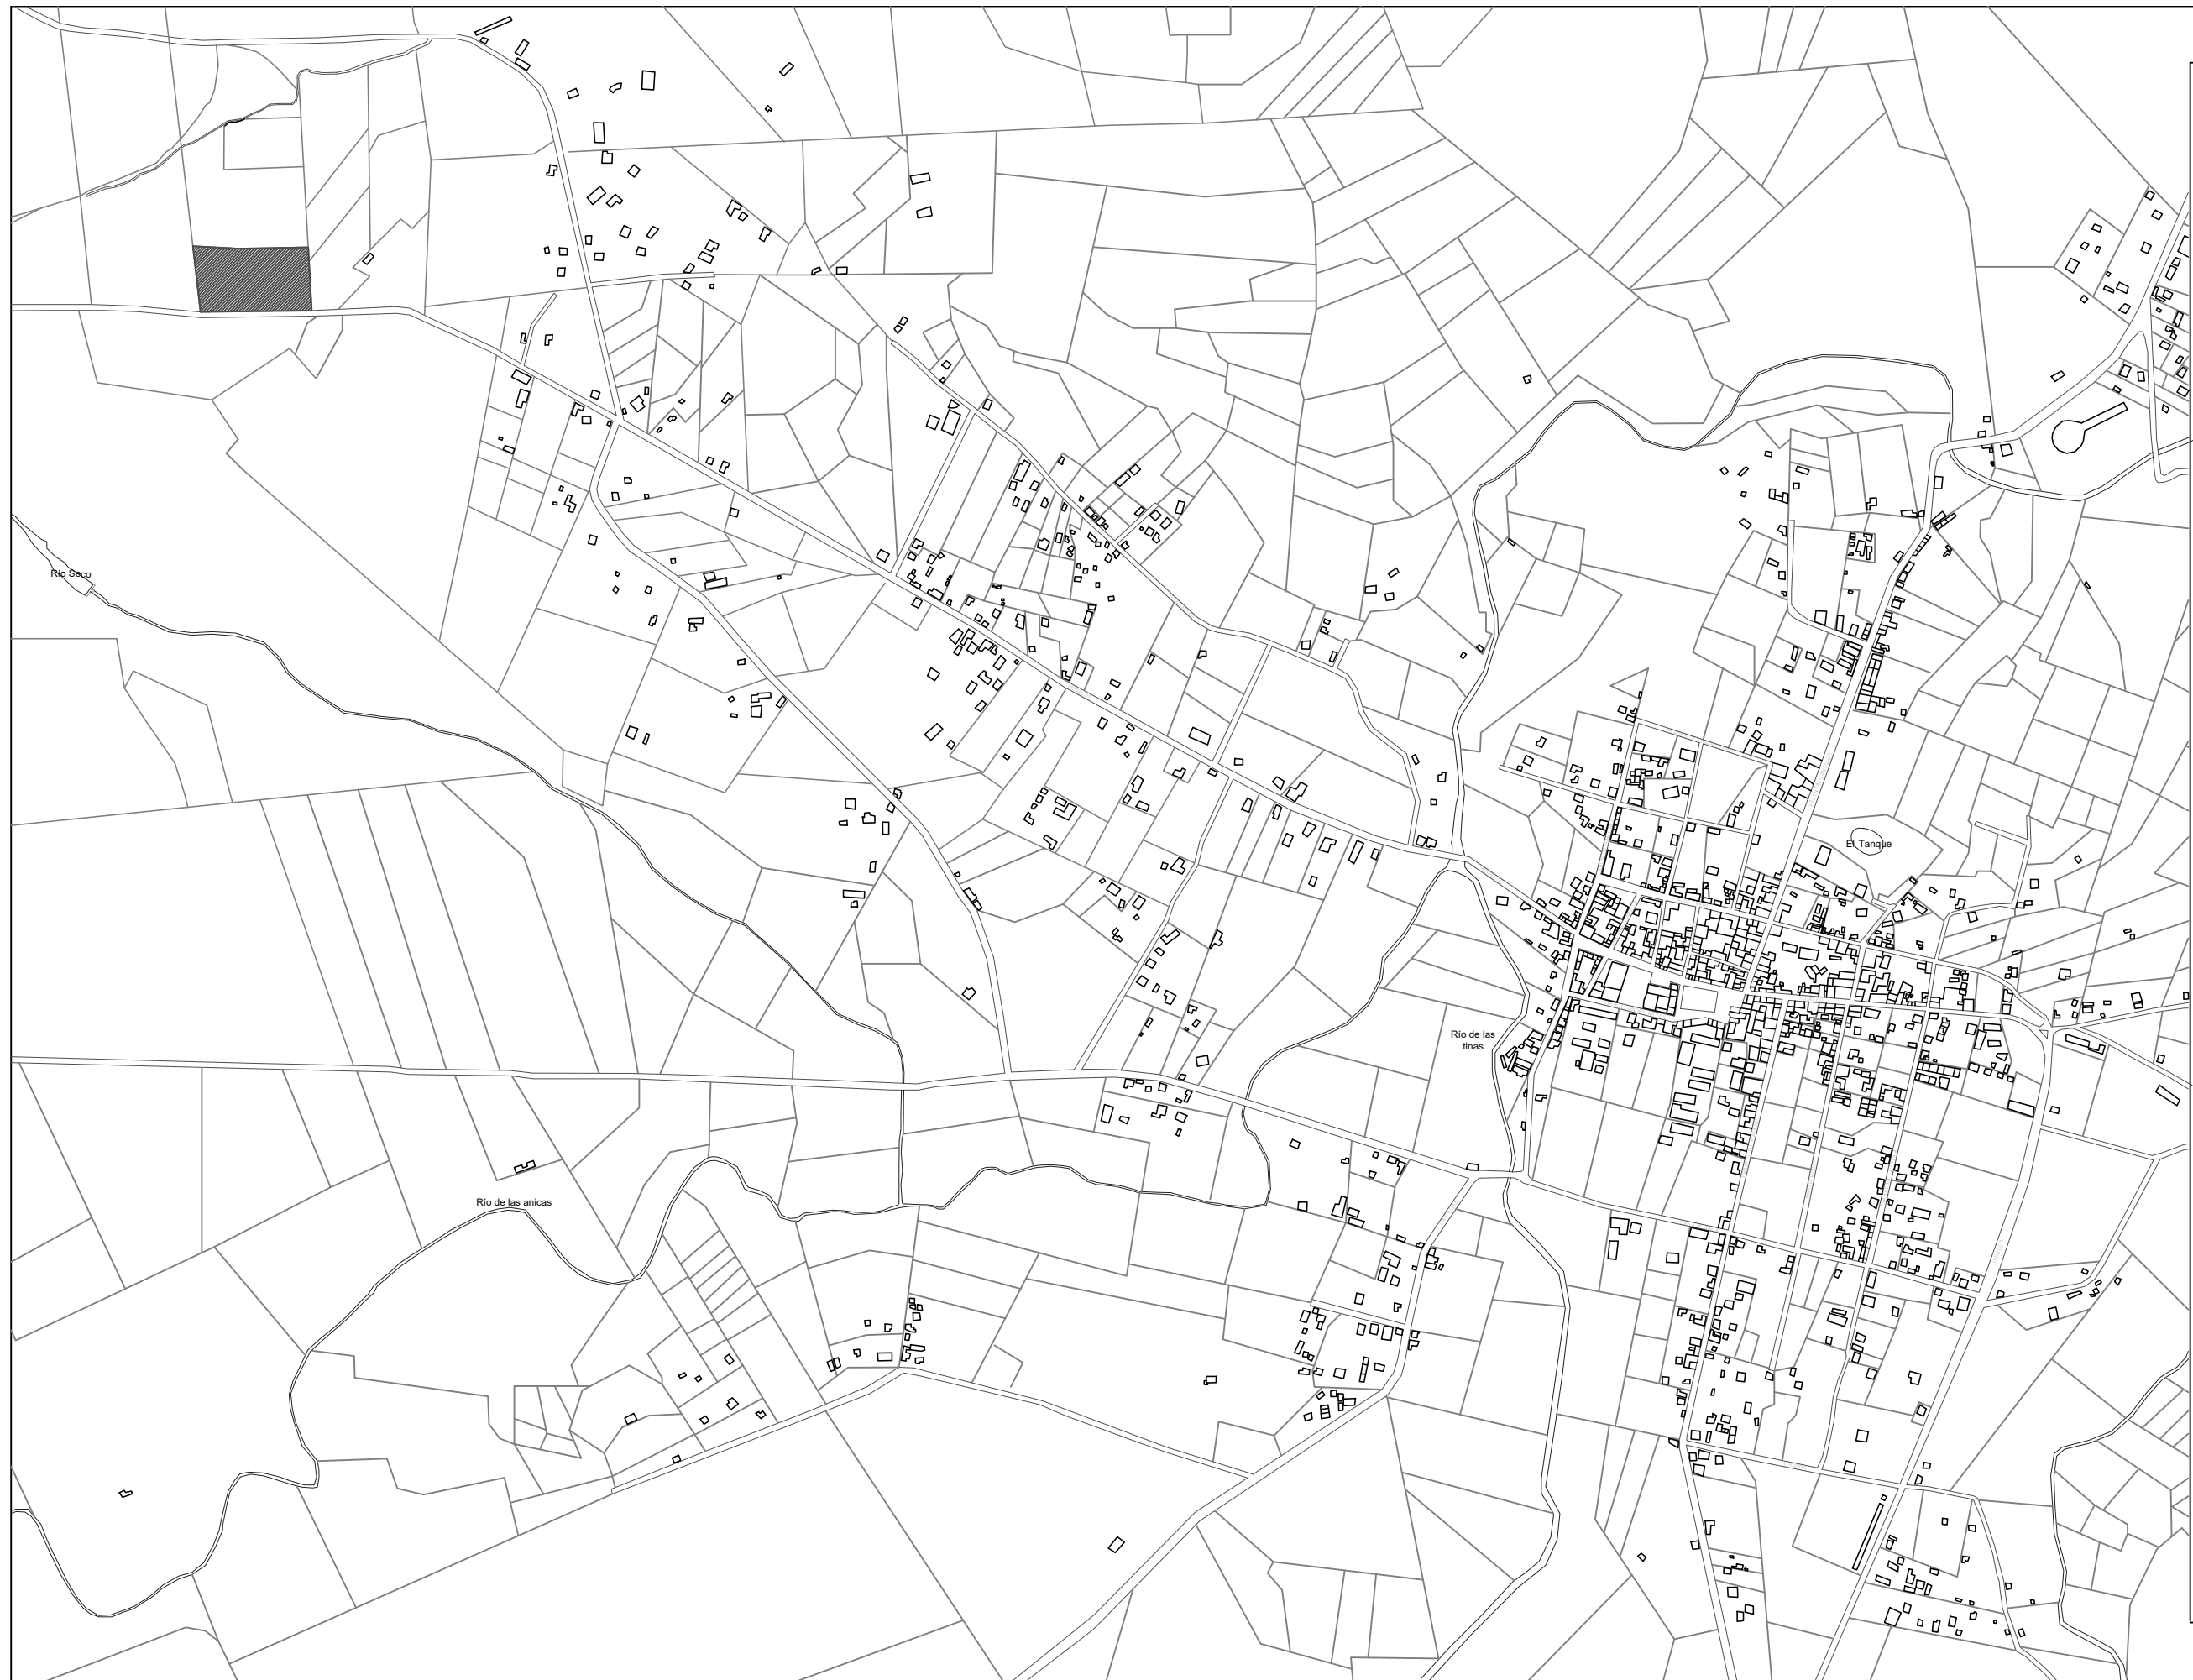 Río Seco
El Tanque
Río de las
tinas
Río de las anicas